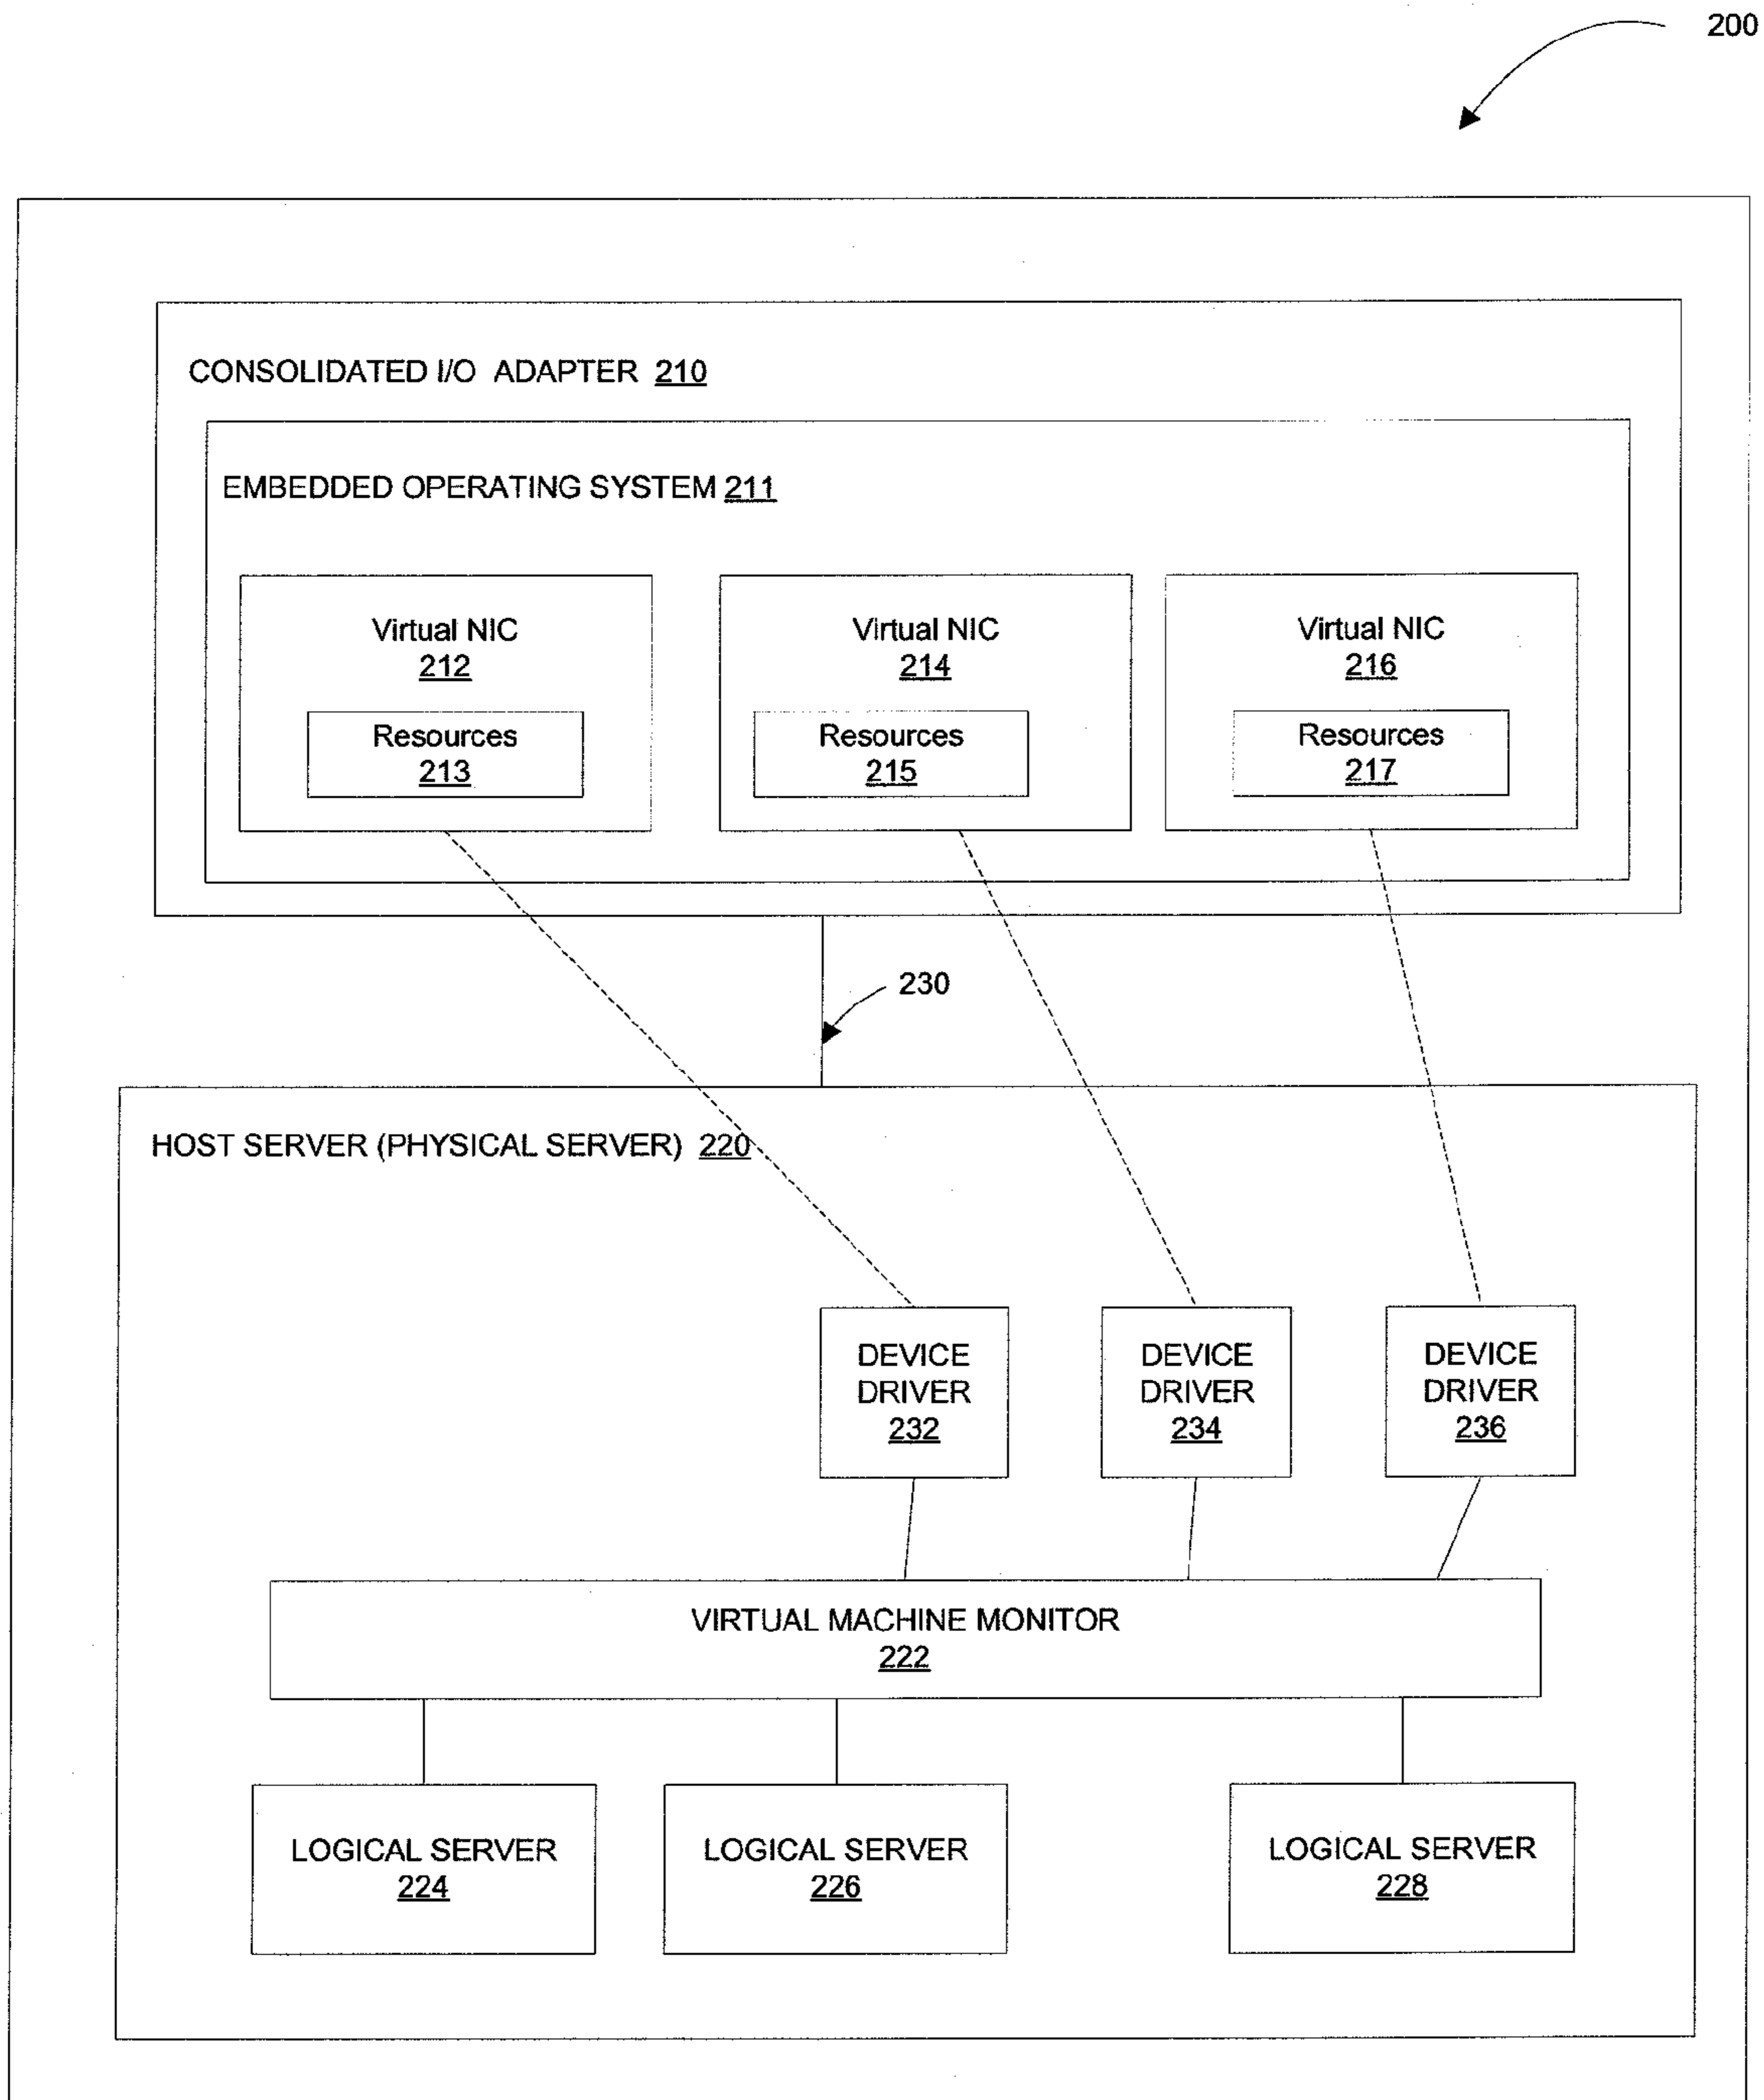 200
CONSOLIDATED I/O ADAPTER 210
EMBEDDED OPERATING SYSTEM 211
Virtual NIC
212
Resources
213
Virtual NIC
214
Resources
215
Virtual NIC
216
Resources
217
230
HOST SERVER (PHYSICAL SERVER) 220
DEVICE
DRIVER
232
DEVICE
DRIVER
234
DEVICE
DRIVER
236
VIRTUAL MACHINE MONITOR
222
LOGICAL SERVER
224
LOGICAL SERVER
226
LOGICAL SERVER
228